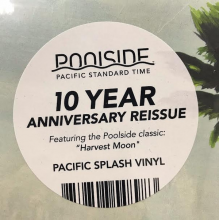 POOLSIDE
PACIFIC STANDARD TIME
10 YEAR
ANNIVERSARY REISSUE
Featuring the Poolside classic:
"Harvest Moon"
PACIFIC SPLASH VINYL